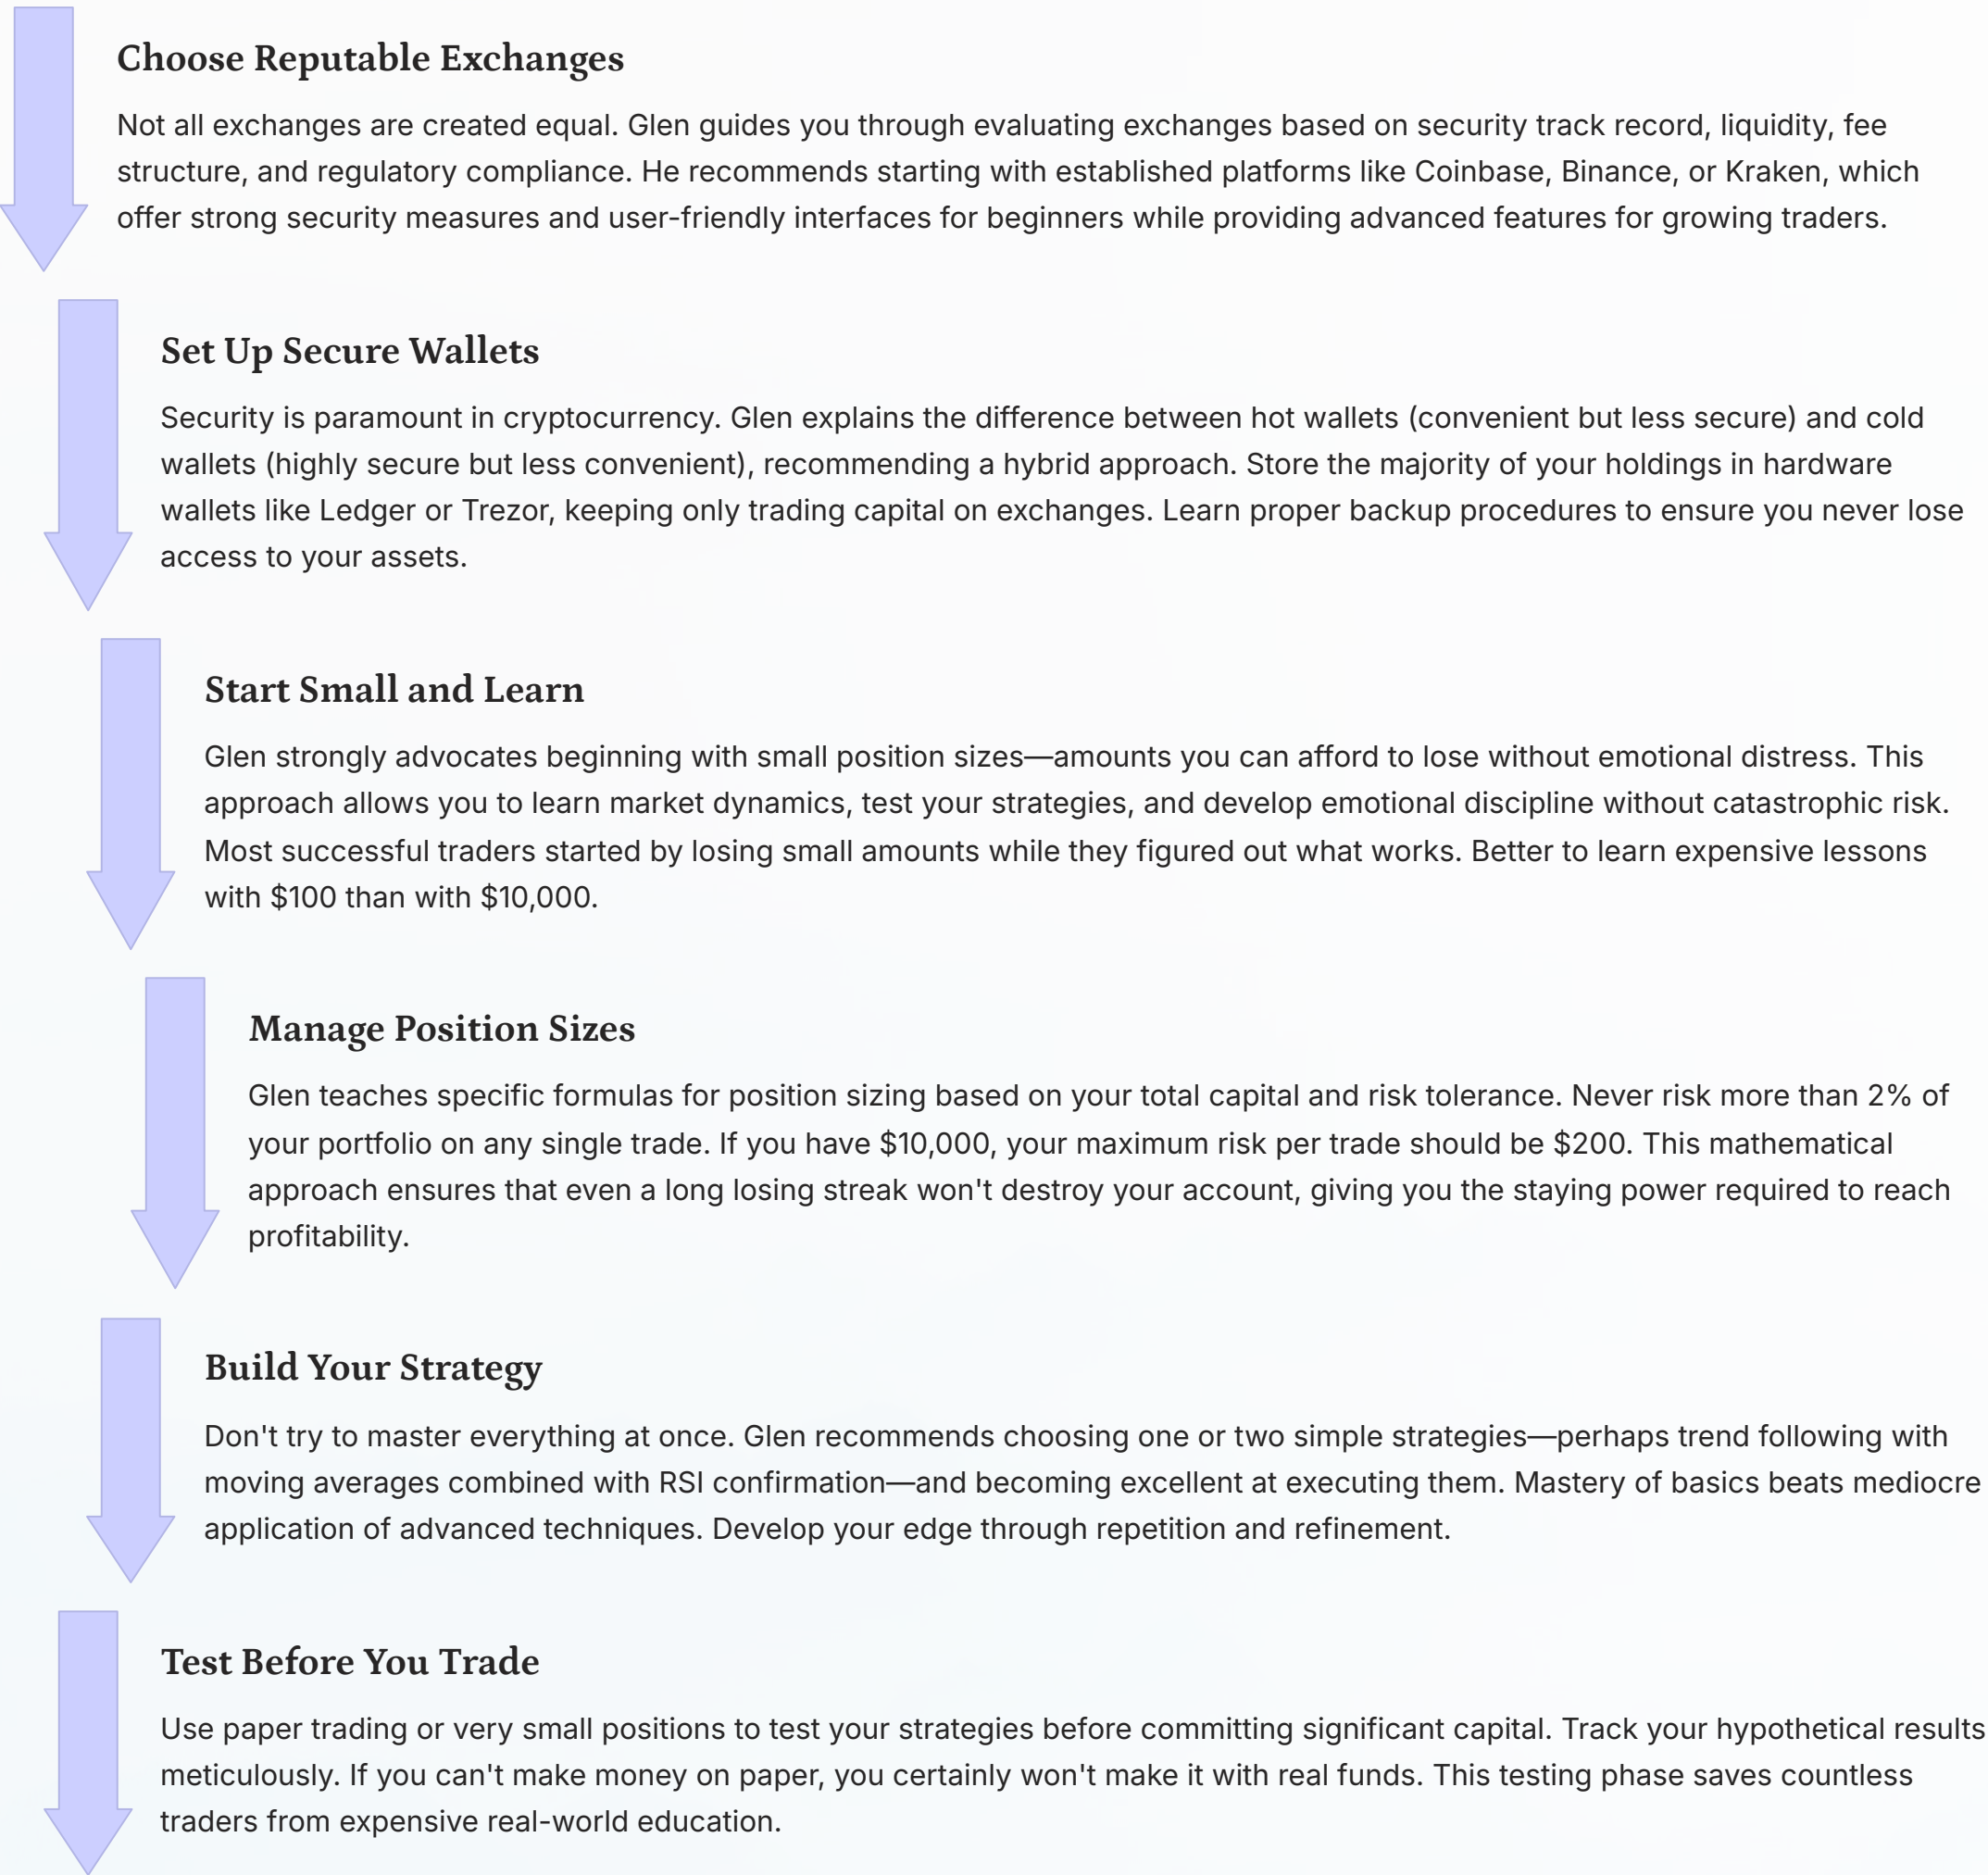 Choose Reputable Exchanges
Not all exchanges are created equal. Glen guides you through evaluating exchanges based on security track record, liquidity, fee
structure, and regulatory compliance. He recommends starting with established platforms like Coinbase, Binance, or Kraken, which
offer strong security measures and user-friendly interfaces for beginners while providing advanced features for growing traders.
Set Up Secure Wallets
Security is paramount in cryptocurrency. Glen explains the difference between hot wallets (convenient but less secure) and cold
wallets (highly secure but less convenient), recommending a hybrid approach. Store the majority of your holdings in hardware
wallets like Ledger or Trezor, keeping only trading capital on exchanges. Learn proper backup procedures to ensure you never lose
access to your assets.
Start Small and Learn
Glen strongly advocates beginning with small position sizes—amounts you can afford to lose without emotional distress. This
approach allows you to learn market dynamics, test your strategies, and develop emotional discipline without catastrophic risk.
Most successful traders started by losing small amounts while they figured out what works. Better to learn expensive lessons
with $100 than with $10,000.
Manage Position Sizes
Glen teaches specific formulas for position sizing based on your total capital and risk tolerance. Never risk more than 2% of
your portfolio on any single trade. If you have $10,000, your maximum risk per trade should be $200. This mathematical
approach ensures that even a long losing streak won't destroy your account, giving you the staying power required to reach
profitability.
Build Your Strategy
Don't try to master everything at once. Glen recommends choosing one or two simple strategies—perhaps trend following with
moving averages combined with RSI confirmation—and becoming excellent at executing them. Mastery of basics beats mediocre
application of advanced techniques. Develop your edge through repetition and refinement.
Test Before You Trade
Use paper trading or very small positions to test your strategies before committing significant capital. Track your hypothetical results
meticulously. If you can't make money on paper, you certainly won't make it with real funds. This testing phase saves countless
traders from expensive real-world education.